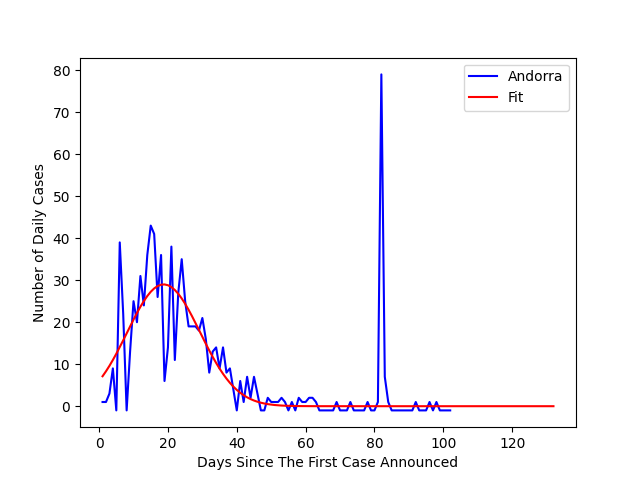 Andorra
Fit
80
70
60
50
40
30
20
10
0
Number of Daily Cases
0 20 40 60 80 100 120
Days Since The First Case Announced